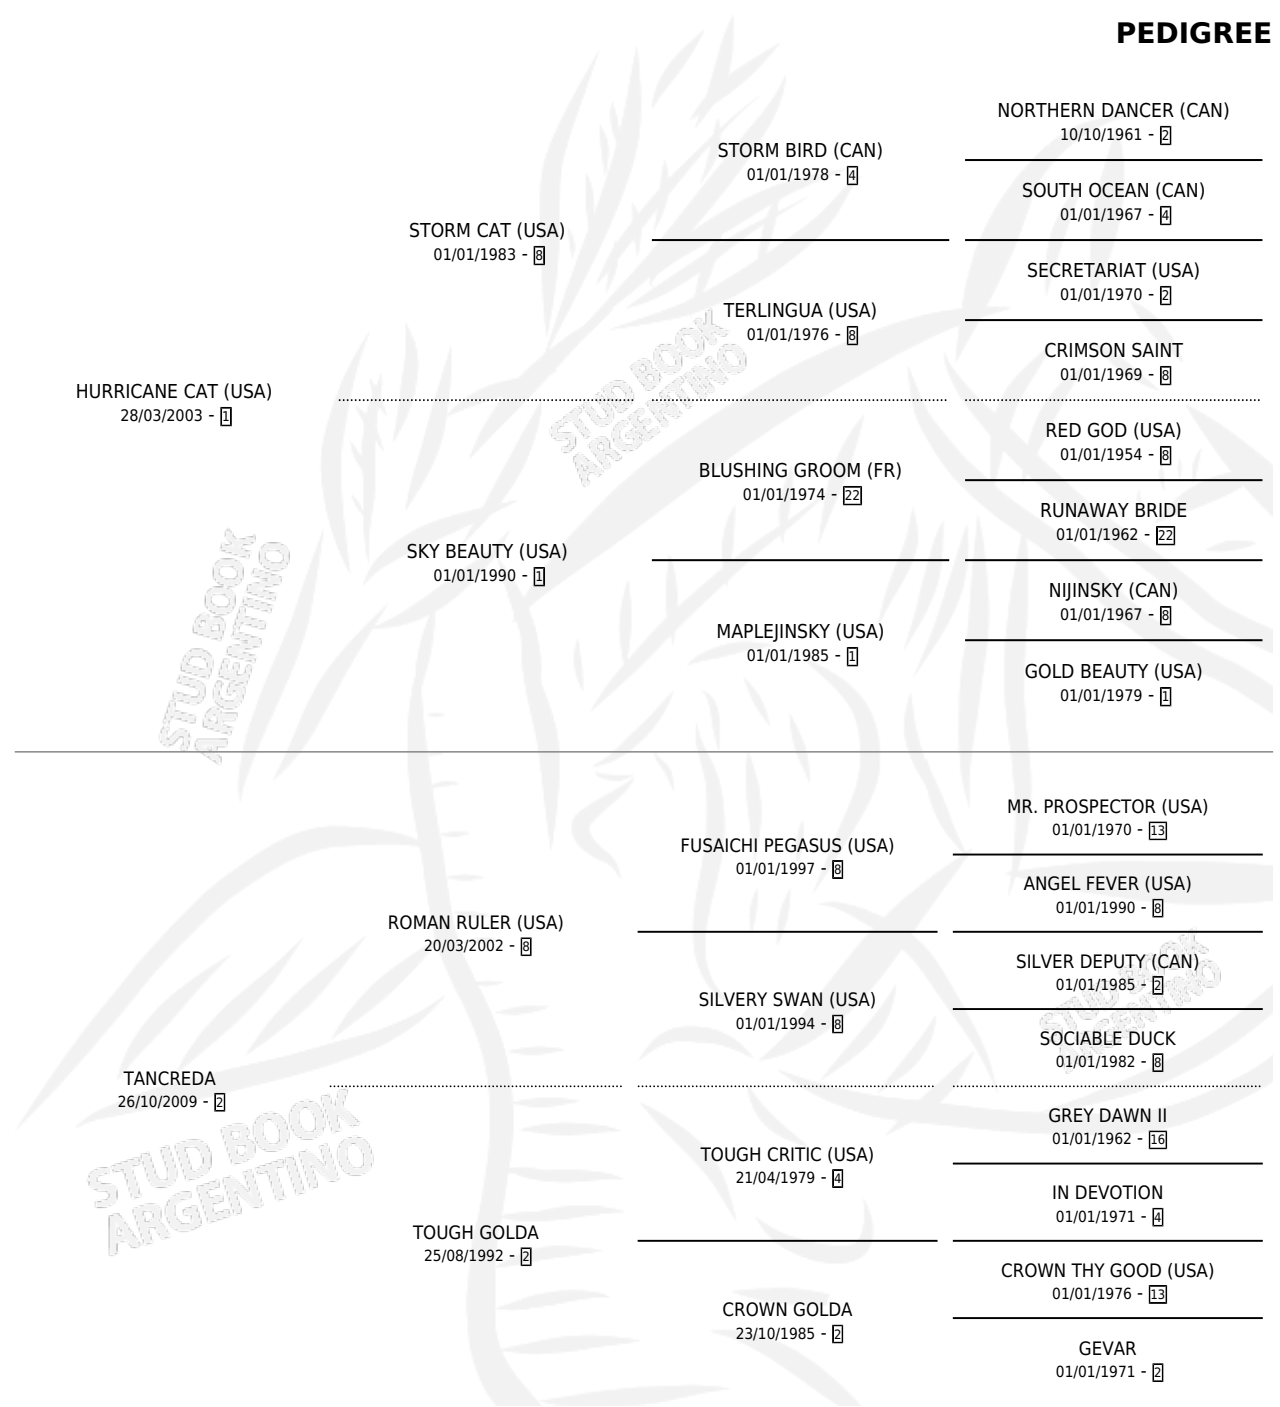 PEDIGREE
NORTHERN DANCER (CAN)
10/10/1961 - 2
STORM BIRD (CAN)
01/01/1978 - 4
SOUTH OCEAN (CAN)
01/01/1967 - 4
STORM CAT (USA)
01/01/1983 - 8
SECRETARIAT (USA)
01/01/1970 - 2
TERLINGUA (USA)
01/01/1976 - 8
CRIMSON SAINT
01/01/1969 - 8
HURRICANE CAT (USA)
28/03/2003 - 1
RED GOD (USA)
01/01/1954 - 8
BLUSHING GROOM (FR)
01/01/1974 - 22
RUNAWAY BRIDE
01/01/1962 - 22
SKY BEAUTY (USA)
01/01/1990 - 1
NIJINSKY (CAN)
01/01/1967 - 8
MAPLEJINSKY (USA)
01/01/1985 - 1
GOLD BEAUTY (USA)
01/01/1979 - 1
MR. PROSPECTOR (USA)
01/01/1970 - 13
FUSAICHI PEGASUS (USA)
01/01/1997 - 8
ANGEL FEVER (USA)
01/01/1990 - 8
ROMAN RULER (USA)
20/03/2002 - 8
SILVER DEPUTY (CAN)
01/01/1985 - 2
SILVERY SWAN (USA)
01/01/1994 - 8
SOCIABLE DUCK
01/01/1982 - 8
TANCREDA
26/10/2009 - 2
GREY DAWN II
01/01/1962 - 16
TOUGH CRITIC (USA)
21/04/1979 - 4
IN DEVOTION
01/01/1971 - 4
TOUGH GOLDA
25/08/1992 - 2
CROWN THY GOOD (USA)
01/01/1976 - 13
CROWN GOLDA
23/10/1985 - 2
GEVAR
01/01/1971 - 2
STUD BOOK
ARGENTINO
STUD BOOK
ARGENTINO
STUD BOOK
ARGENTINO
STUD BOOK
ARGENTINO